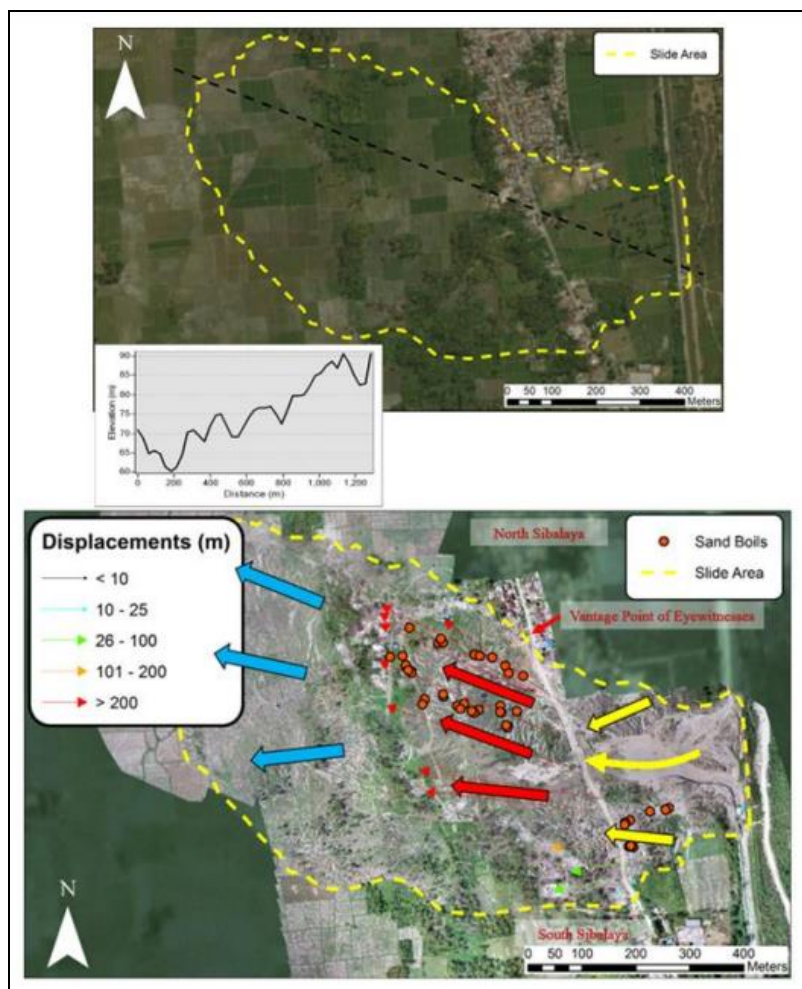 N
Slide Area
0 50 100 200 300 400
Meters
90
85
80
75
70
65
60
Elevation (m)
0 200 400 600 800 1,000 1,200
Distance (m)
Displacements (m)
< 10
10 - 25
26 - 100
101 - 200
> 200
North Sibalaya
Sand Boils
Slide Area
Vantage Point of Eyewitnesses
N
South Sibalaya
0 50 100 200 300 400
Meters